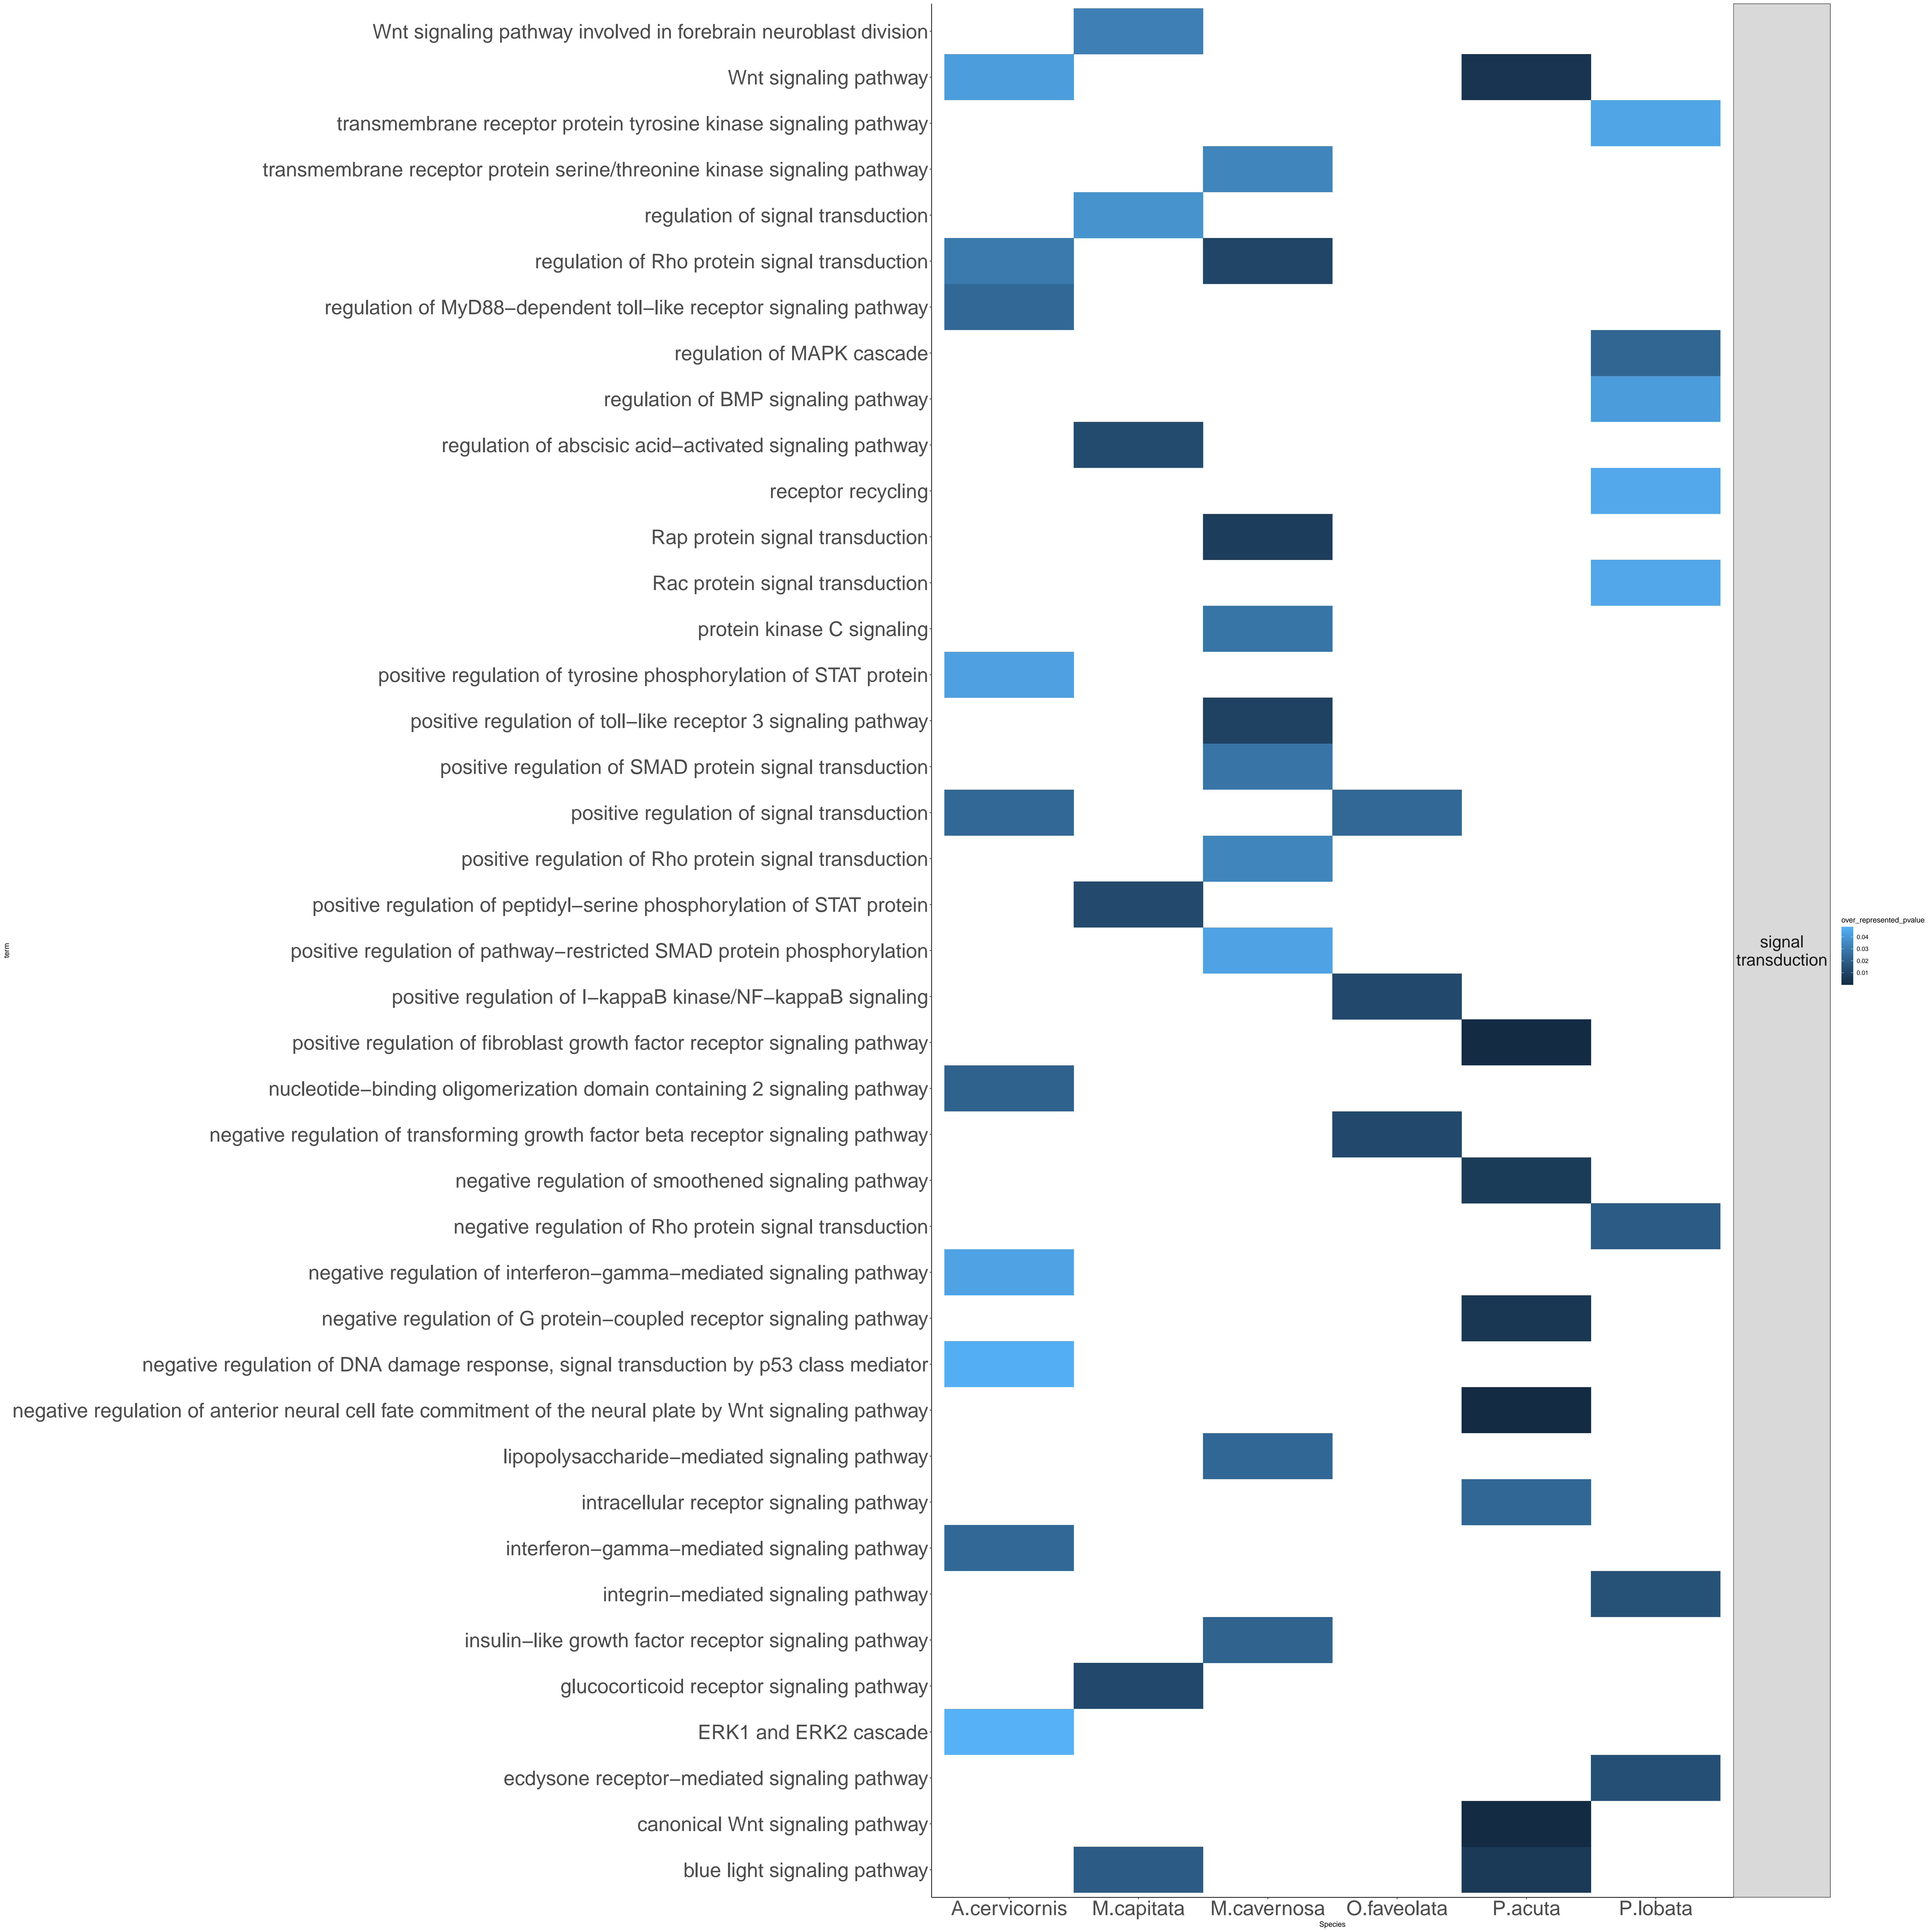 Wnt signaling pathway involved in forebrain neuroblast division
Wnt signaling pathway
transmembrane receptor protein tyrosine kinase signaling pathway
transmembrane receptor protein serine/threonine kinase signaling pathway
regulation of signal transduction
regulation of Rho protein signal transduction
regulation of MyD88−dependent toll−like receptor signaling pathway
regulation of MAPK cascade
regulation of BMP signaling pathway
regulation of abscisic acid−activated signaling pathway
receptor recycling
Rap protein signal transduction
Rac protein signal transduction
protein kinase C signaling
positive regulation of tyrosine phosphorylation of STAT protein
positive regulation of toll−like receptor 3 signaling pathway
positive regulation of SMAD protein signal transduction
positive regulation of signal transduction
positive regulation of Rho protein signal transduction
positive regulation of peptidyl−serine phosphorylation of STAT protein
positive regulation of pathway−restricted SMAD protein phosphorylation
positive regulation of I−kappaB kinase/NF−kappaB signaling
positive regulation of fibroblast growth factor receptor signaling pathway
nucleotide−binding oligomerization domain containing 2 signaling pathway
negative regulation of transforming growth factor beta receptor signaling pathway
negative regulation of smoothened signaling pathway
negative regulation of Rho protein signal transduction
negative regulation of interferon−gamma−mediated signaling pathway
negative regulation of G protein−coupled receptor signaling pathway
negative regulation of DNA damage response, signal transduction by p53 class mediator
negative regulation of anterior neural cell fate commitment of the neural plate by Wnt signaling pathway
lipopolysaccharide−mediated signaling pathway
intracellular receptor signaling pathway
interferon−gamma−mediated signaling pathway
integrin−mediated signaling pathway
insulin−like growth factor receptor signaling pathway
glucocorticoid receptor signaling pathway
ERK1 and ERK2 cascade
ecdysone receptor−mediated signaling pathway
canonical Wnt signaling pathway
blue light signaling pathway
term
A.cervicornis M.capitata M.cavernosa O.faveolata P.acuta P.lobata
Species
signal
transduction
over_represented_pvalue
0.04
0.03
0.02
0.01